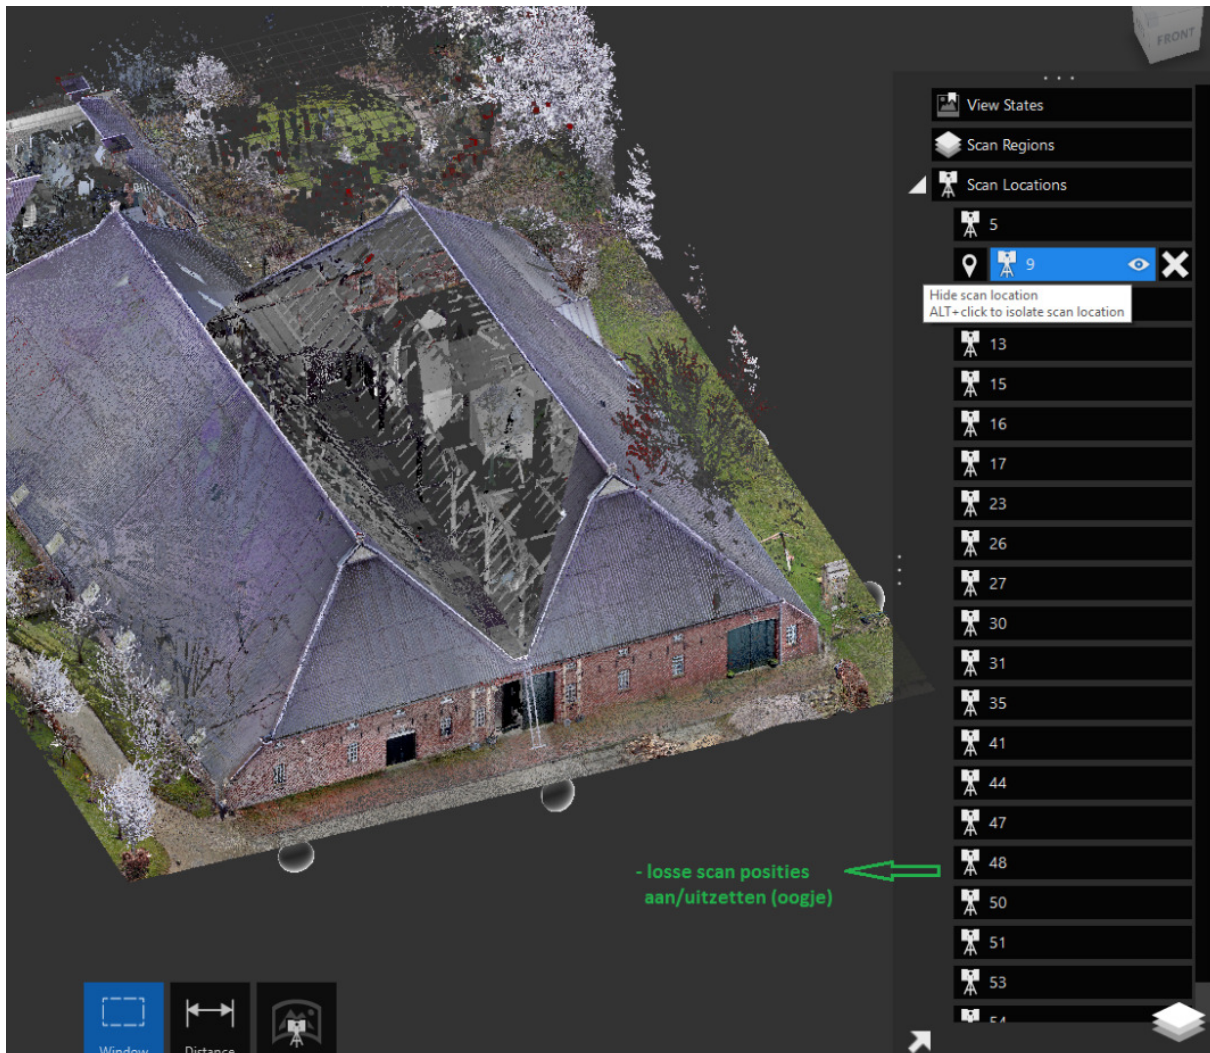 FRONT
View States
Scan Regions
Scan Locations
5
9
Hide scan location
ALT+click to isolate scan location
13
15
16
17
23
26
27
30
31
35
41
44
47
48
- losse scan posities
aan/uitzetten (oogje)
50
51
53
54
Window
Distance